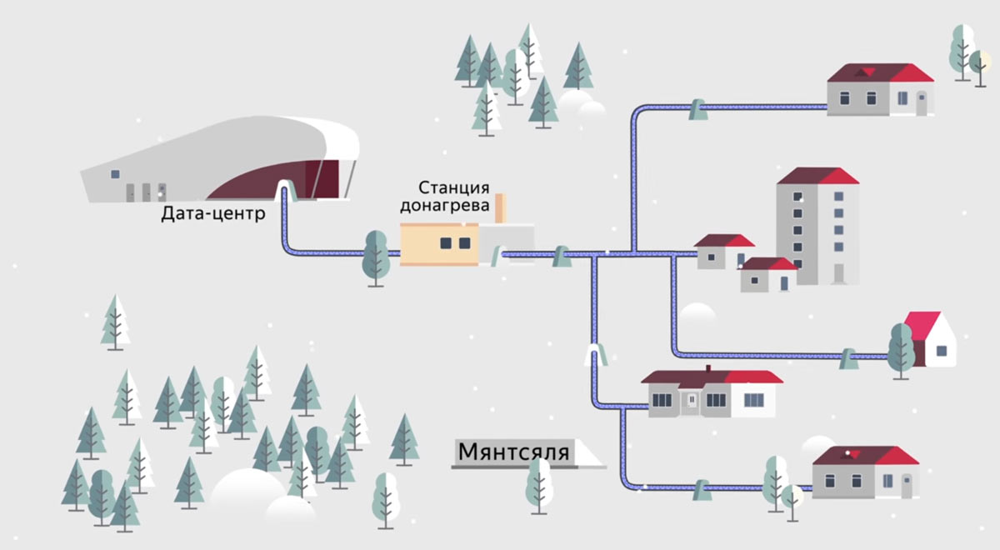 Станция
донагрева
Дата-центр
Мянтсяля